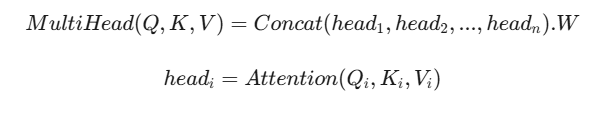 MultiHead(Q, K, V) = Concat(head₁, head₂, ..., headₙ).W
headᵢ = Attention(Qᵢ, Kᵢ, Vᵢ)